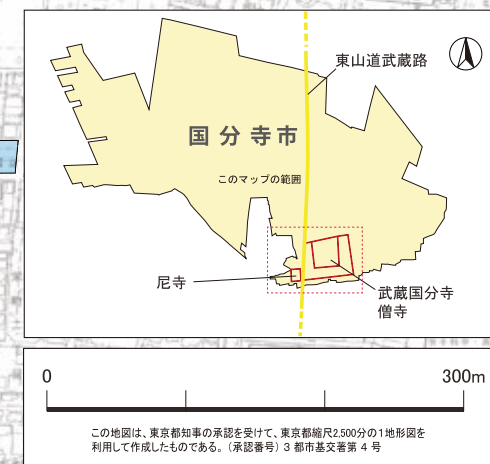 東山道武蔵路
国分寺市
このマップの範囲
尼寺
武蔵国分寺
僧寺
0 300m
この地図は、東京都知事の承認を受けて、東京都縮尺2,500分の1地形図を
利用して作成したものである。（承認番号）3 都市基交著第 4 号